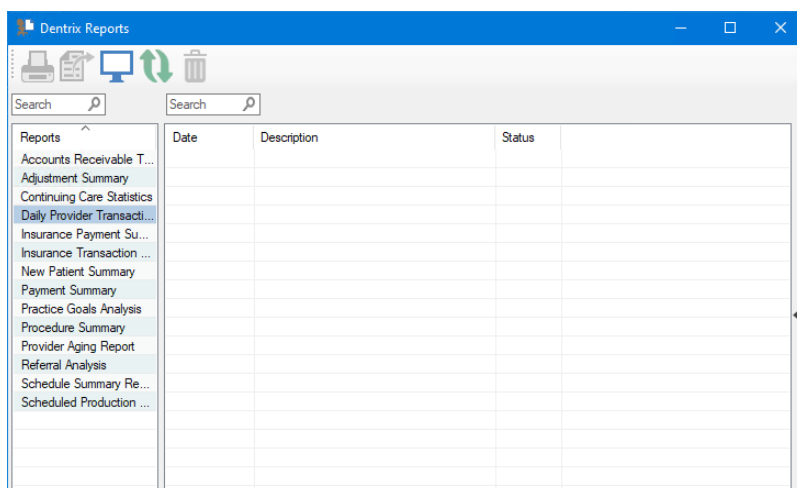 Dentrix Reports
Search
Search
Reports
Date Description Status
Accounts Receivable T...
Adjustment Summary
Continuing Care Statistics
Daily Provider Transacti...
Insurance Payment Su...
Insurance Transaction ...
New Patient Summary
Payment Summary
Practice Goals Analysis
Procedure Summary
Provider Aging Report
Referral Analysis
Schedule Summary Re...
Scheduled Production ...